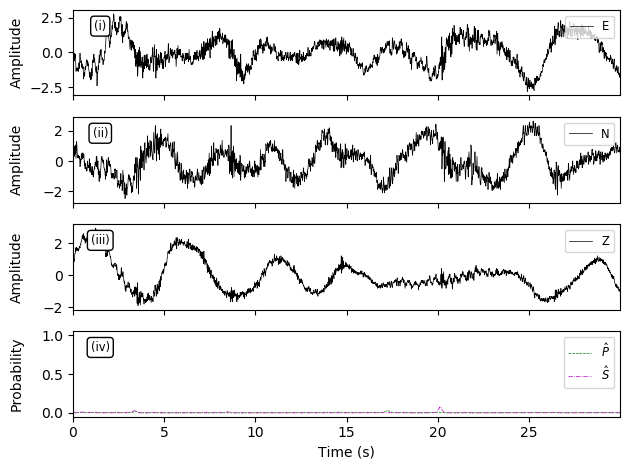 2.5
0.0
−2.5
Amplitude
(i)
E
2
0
−2
Amplitude
(ii)
N
2
0
−2
Amplitude
(iii)
Z
1.0
0.5
0.0
Probability
(iv)
P̂
Ŝ
0 5 10 15 20 25
Time (s)